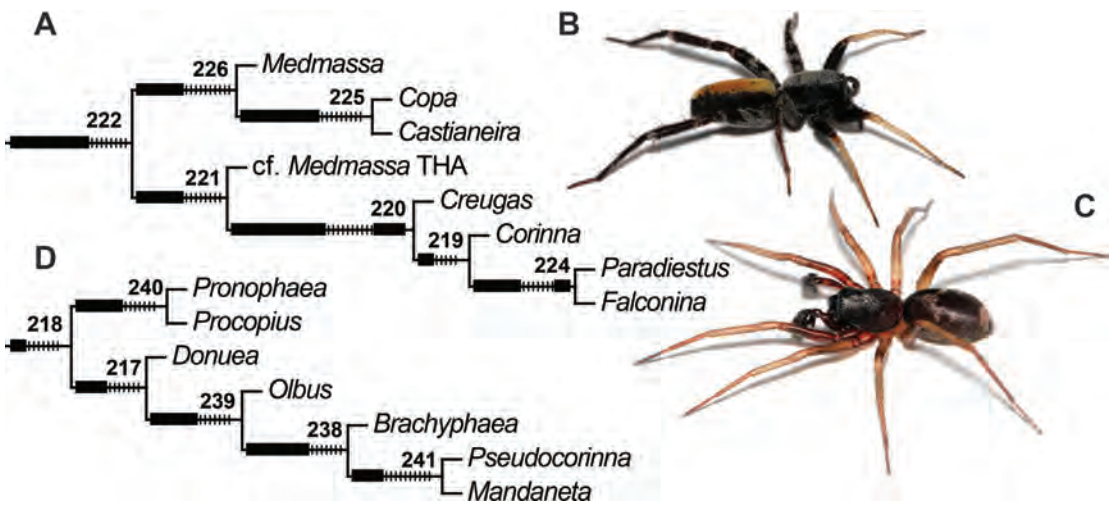 A
B
226
Medmassa
225
Copa
Castianeira
222
cf. Medmassa THA
221
220
Creugas
C
219
Corinna
D
224
Paradiestus
Falconina
240
Pronophaea
218
Procopius
217
Donuea
239
Olbus
238
Brachyphaea
241
Pseudocorinna
Mandaneta